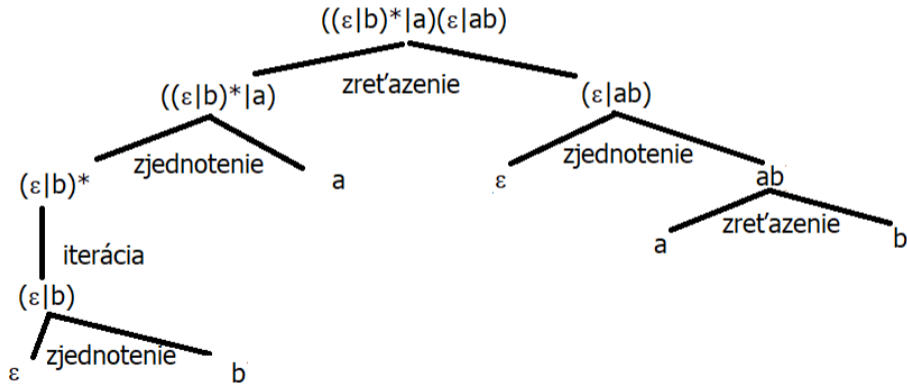 ((ε|b)*|a)(ε|ab)
zreťazenie
((ε|b)*|a)
(ε|ab)
zjednotenie
zjednotenie
(ε|b)*
a
ε
ab
zreťazenie
a
b
iterácia
(ε|b)
zjednotenie
ε
b